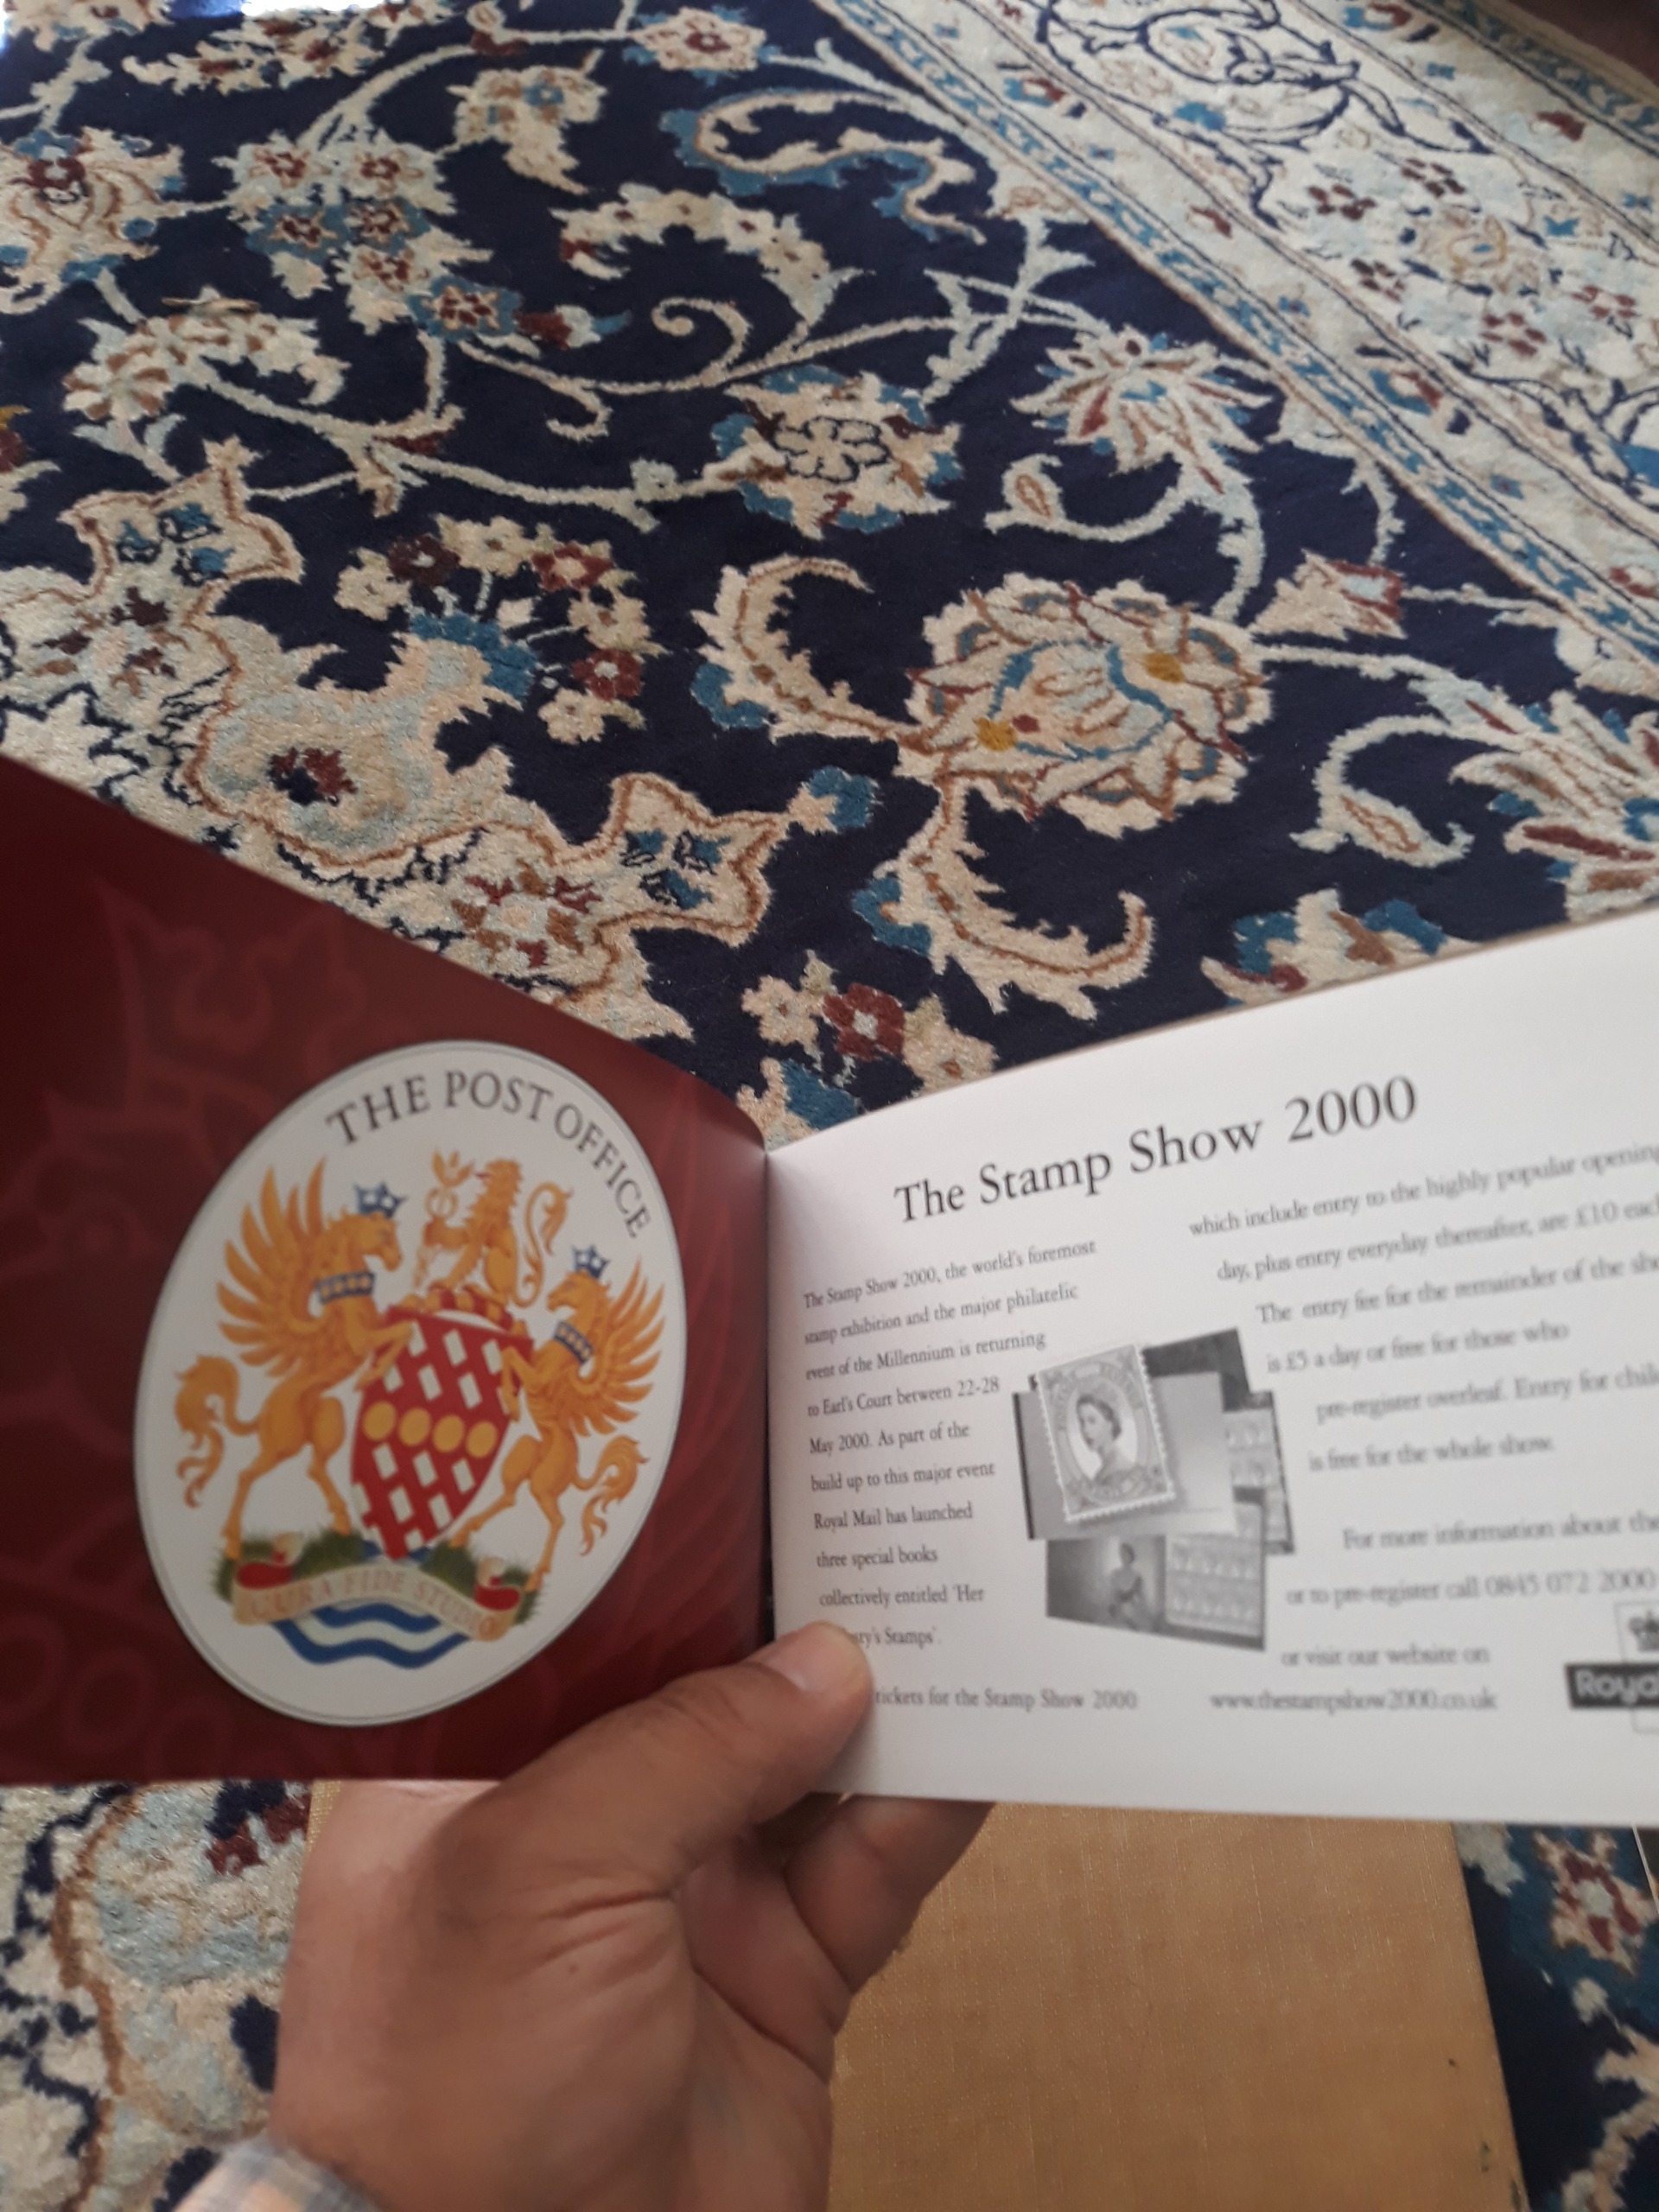 THE POST OFFICE
CURA FIDE STUDIO
The Stamp Show 2000
The Stamp Show 2000, the world's foremost
stamp exhibition and the major philatelic
event of the Millennium is returning
to Earl's Court between 22-28
May 2000. As part of the
build up to this major event
Royal Mail has launched
three special books
collectively entitled 'Her
Stamps'.
tickets for the Stamp Show 2000
which include entry to the highly popular opening
day, plus entry everyday thereafter, are £10 each
The entry fee for the remainder of the
is £5 a day or free for those who
pre-register overleaf. Entry for
is free for the whole show.
For more information about the
or to pre-register call 0845 072 2000
or visit our website on
www.thestampshow2000.co.uk
Royal